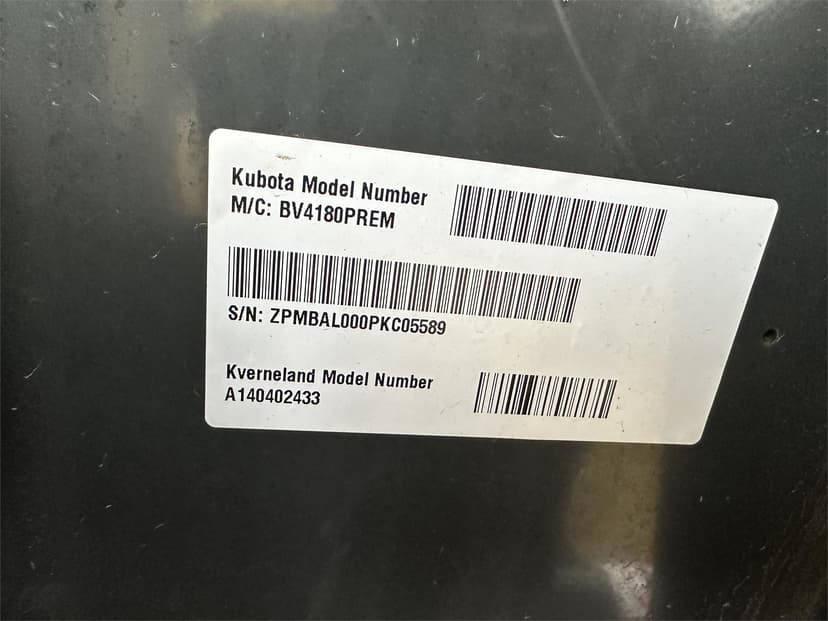 Kubota Model Number
M/C: BV4180PREM
S/N: ZPMBAL000PKC05589
Kverneland Model Number
A140402433